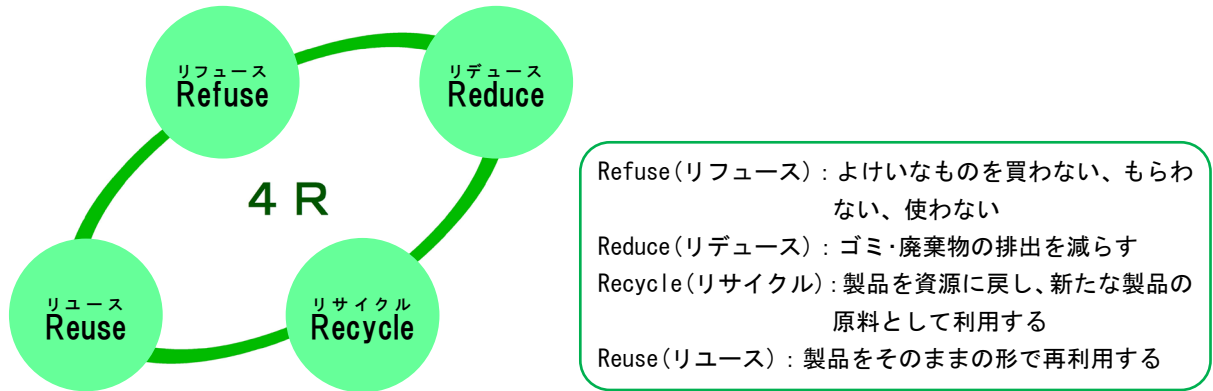 リフュース
Refuse
リデュース
Reduce
4R
リユース
Reuse
リサイクル
Recycle
Refuse(リフュース):よけいなものを買わない、もらわ
ない、使わない
Reduce(リデュース):ゴミ・廃棄物の排出を減らす
Recycle(リサイクル):製品を資源に戻し、新たな製品の
原料として利用する
Reuse(リユース):製品をそのままの形で再利用する